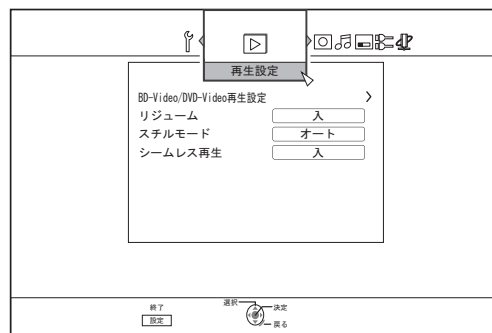 再生設定
BD-Video/DVD-Video再生設定
リジューム 入
スチルモード オート
シームレス再生 入
終了
設定
選択
決定
戻る